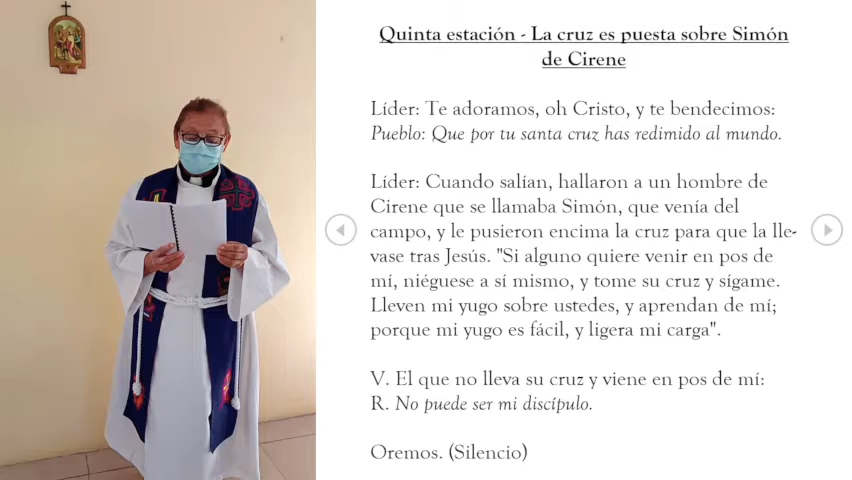 Quinta estación - La cruz es puesta sobre Simón
de Cirene
Líder: Te adoramos, oh Cristo, y te bendecimos:
Pueblo: Que por tu santa cruz has redimido al mundo.
Líder: Cuando salían, hallaron a un hombre de
Cirene que se llamaba Simón, que venía del
campo, y le pusieron encima la cruz para que la lle-
vase tras Jesús. "Si alguno quiere venir en pos de
mí, niéguese a sí mismo, y tome su cruz y sígame.
Lleven mi yugo sobre ustedes, y aprendan de mí;
porque mi yugo es fácil, y ligera mi carga".
V. El que no lleva su cruz y viene en pos de mí:
R. No puede ser mi discípulo.
Oremos. (Silencio)